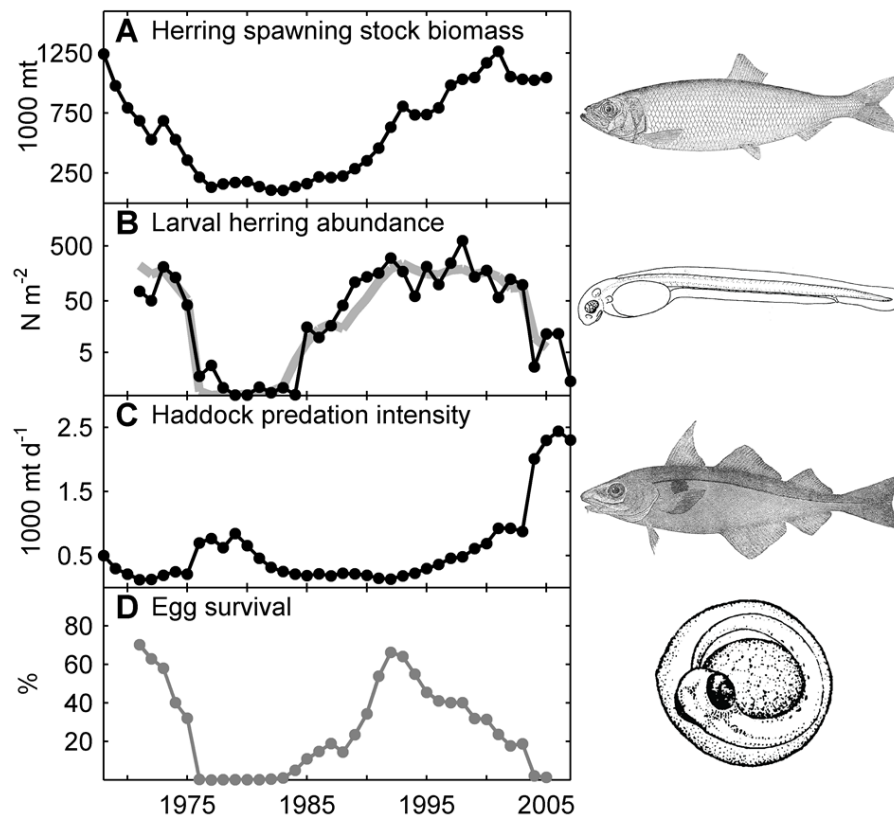 A Herring spawning stock biomass
1250
750
250
1000 mt
B Larval herring abundance
500
50
5
N m⁻²
C Haddock predation intensity
2.5
1.5
0.5
1000 mt d⁻¹
D Egg survival
80
60
40
20
%
1975 1985 1995 2005